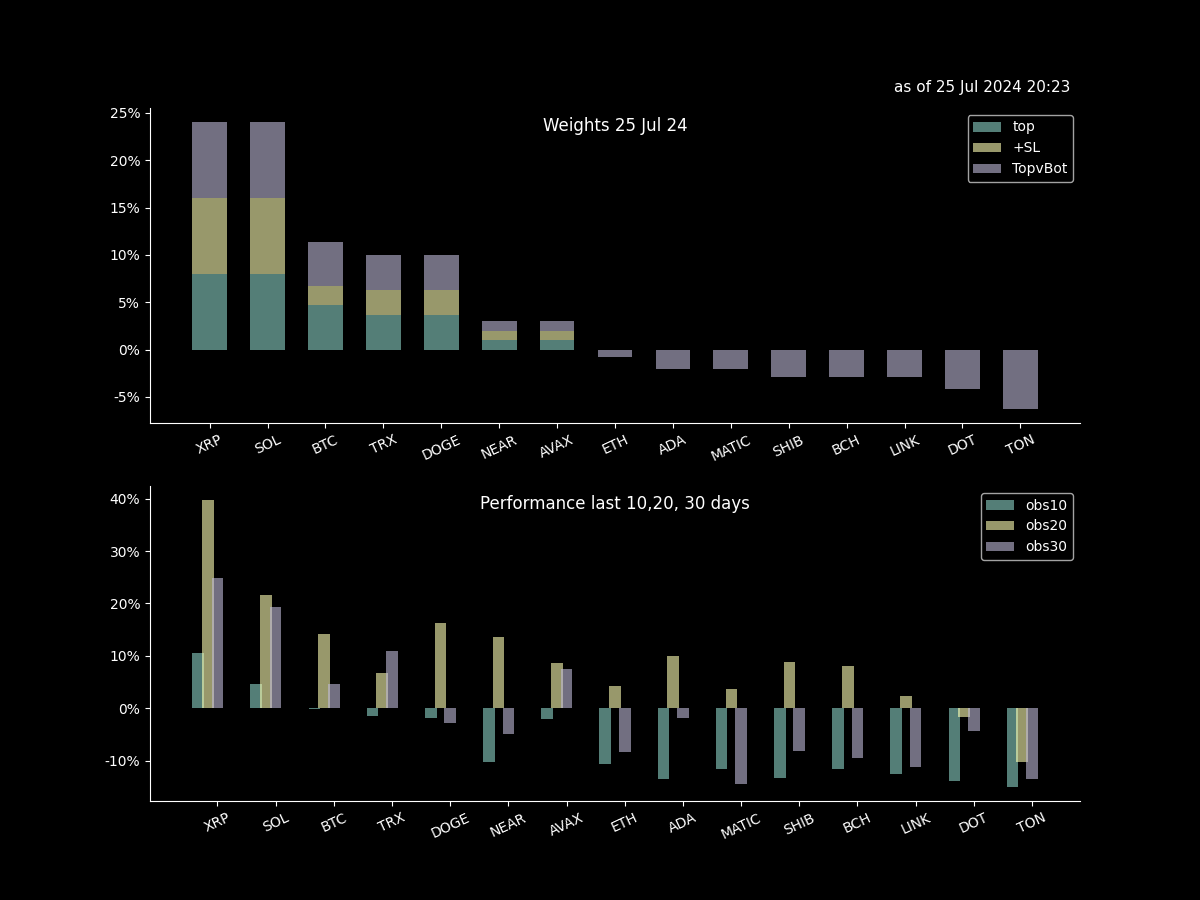 as of 25 Jul 2024 20:23
Weights 25 Jul 24
top
+SL
TopvBot
25%
20%
15%
10%
5%
0%
-5%
XRP SOL BTC TRX DOGE NEAR AVAX ETH ADA MATIC SHIB BCH LINK DOT TON
Performance last 10,20, 30 days
obs10
obs20
obs30
40%
30%
20%
10%
0%
-10%
XRP SOL BTC TRX DOGE NEAR AVAX ETH ADA MATIC SHIB BCH LINK DOT TON